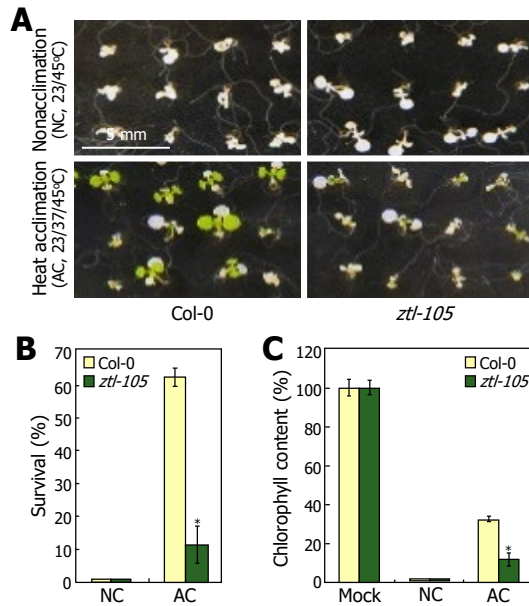 A
Nonacclimation
(NC, 23/45ºC)
5 mm
Heat acclimation
(AC, 23/37/45ºC)
Col-0
ztl-105
B
Survival (%)
70
60
50
40
30
20
10
0
Col-0
ztl-105
*
NC
AC
C
Chlorophyll content (%)
120
100
80
60
40
20
0
Col-0
ztl-105
*
Mock
NC
AC